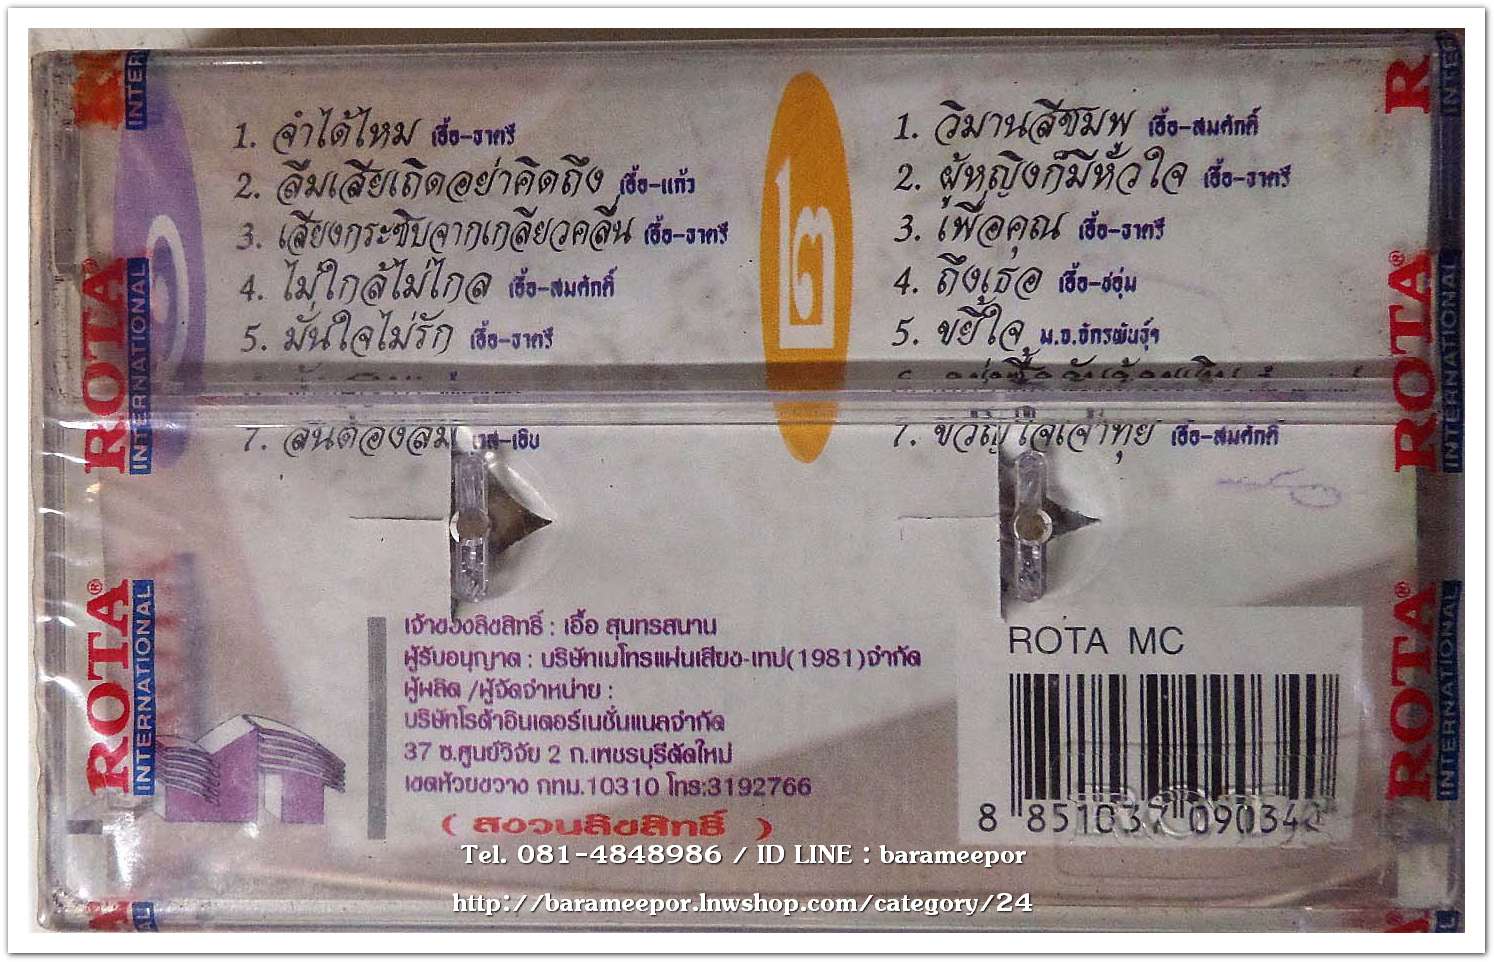 ๑
1. จำได้ไหม เอื้อ-ธาตรี
2. ลืมเสียเถิดอย่าคิดถึง เอื้อ-แก้ว
3. เสียงกระซิบจากเกลียวคลื่น เอื้อ-ธาตรี
4. ไม่ใกล้ไม่ไกล เอื้อ-สมศักดิ์
5. มั่นใจไม่รัก เอื้อ-ธาตรี
7. ลืม
๒
1. วิมานสีชมพู เอื้อ-สมศักดิ์
2. ผู้หญิงก็มีหัวใจ เอื้อ-ธาตรี
3. เพื่อคุณ เอื้อ-ธาตรี
4. ถึงเธอ เอื้อ-ชอุ่ม
5. ขยี้ใจ ม.จ.จักรพันธุ์ฯ
7. ขวัญใจเจ้าทุย เอื้อ-สมศักดิ์
เจ้าของลิขสิทธิ์ : เอื้อ สุนทรสนาน
ผู้รับอนุญาต : บริษัทเมโทรแผ่นเสียง-เทป(1981)จำกัด
ผู้ผลิต /ผู้จัดจำหน่าย :
บริษัทโรต้าอินเตอร์เนชั่นแนลจำกัด
37 ซ.ศูนย์วิจัย 2 ถ.เพชรบุรีตัดใหม่
เขตห้วยขวาง กทม.10310 โทร:3192766
( สงวนลิขสิทธิ์ )
ROTA MC
8 851037 090342
ROTA® INTERNATIONAL
ROTA® INTERNATIONAL
ROTA® INTERNATIONAL
ROTA® INTERNATIONAL
Tel. 081-4848986 / ID LINE : barameepor
http://barameepor.lnwshop.com/category/24